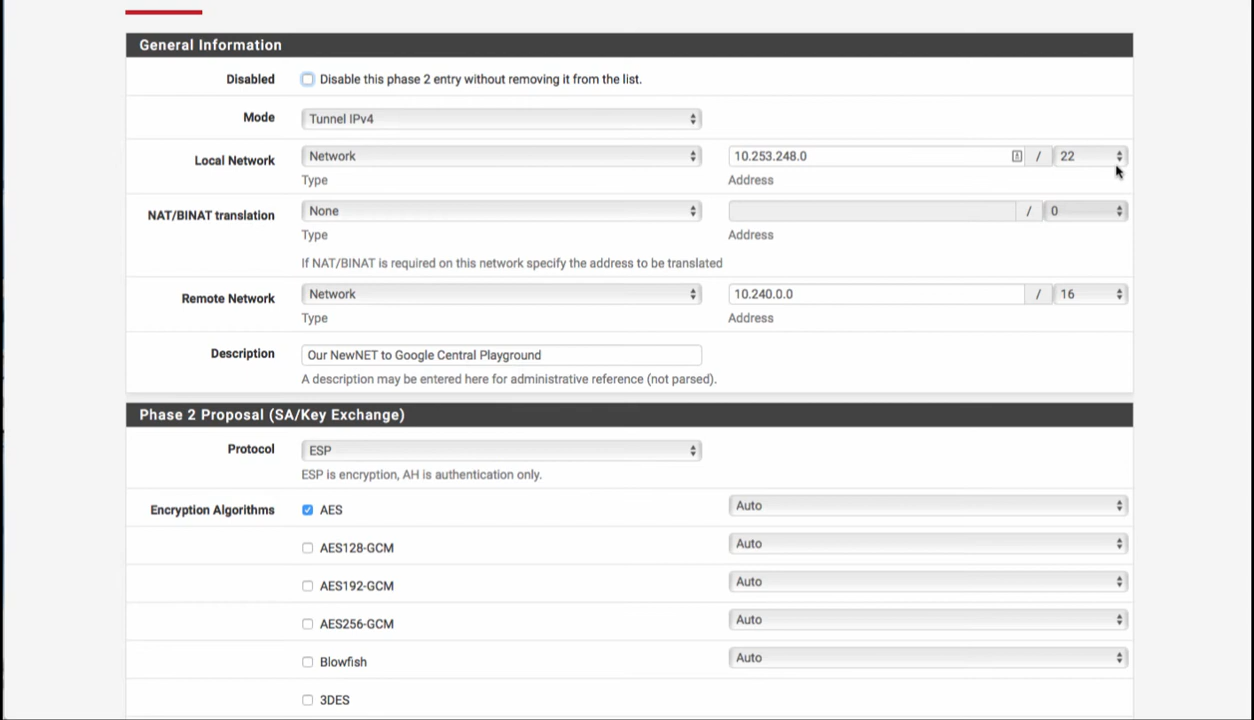 General Information
Disabled Disable this phase 2 entry without removing it from the list.
Mode Tunnel IPv4
Local Network Network 10.253.248.0 / 22
Type Address
NAT/BINAT translation None / 0
Type Address
If NAT/BINAT is required on this network specify the address to be translated
Remote Network Network 10.240.0.0 / 16
Type Address
Description Our NewNET to Google Central Playground
A description may be entered here for administrative reference (not parsed).
Phase 2 Proposal (SA/Key Exchange)
Protocol ESP
ESP is encryption, AH is authentication only.
Encryption Algorithms AES Auto
AES128-GCM Auto
AES192-GCM Auto
AES256-GCM Auto
Blowfish Auto
3DES